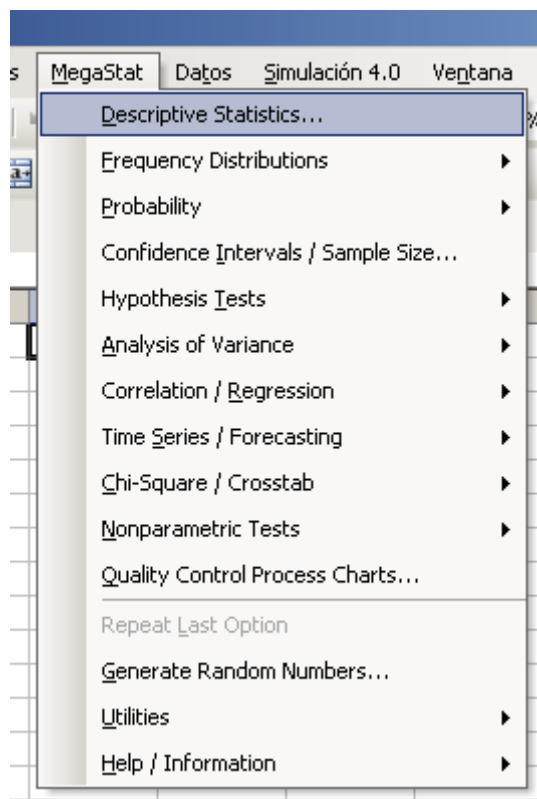 s MegaStat Datos Simulación 4.0 Ventana
Descriptive Statistics...
Frequency Distributions
Probability
Confidence Intervals / Sample Size...
Hypothesis Tests
Analysis of Variance
Correlation / Regression
Time Series / Forecasting
Chi-Square / Crosstab
Nonparametric Tests
Quality Control Process Charts...
Repeat Last Option
Generate Random Numbers...
Utilities
Help / Information